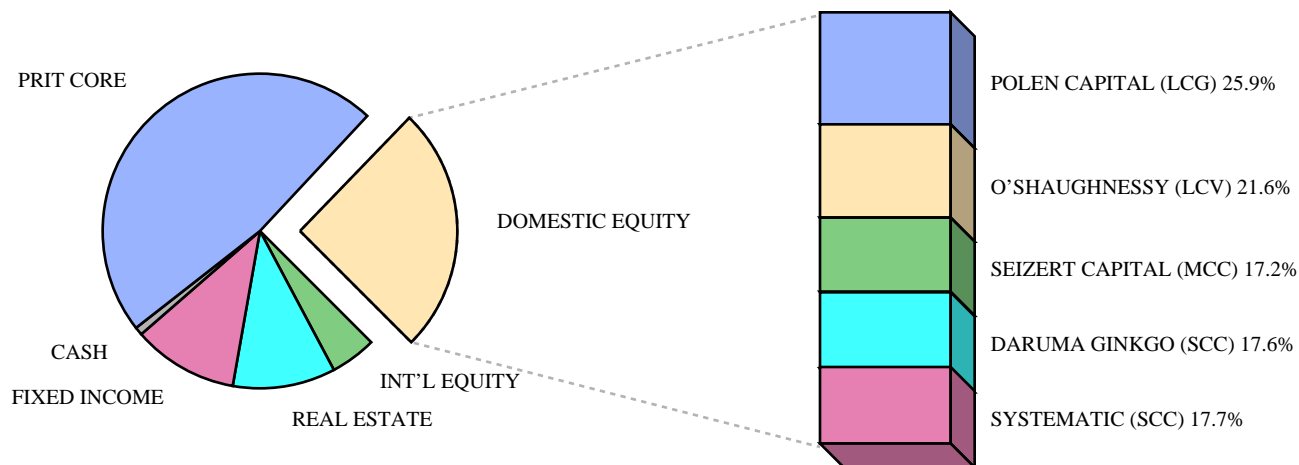 PRIT CORE
DOMESTIC EQUITY
CASH
FIXED INCOME
INT'L EQUITY
REAL ESTATE
POLEN CAPITAL (LCG) 25.9%
O'SHAUGHNESSY (LCV) 21.6%
SEIZERT CAPITAL (MCC) 17.2%
DARUMA GINKGO (SCC) 17.6%
SYSTEMATIC (SCC) 17.7%